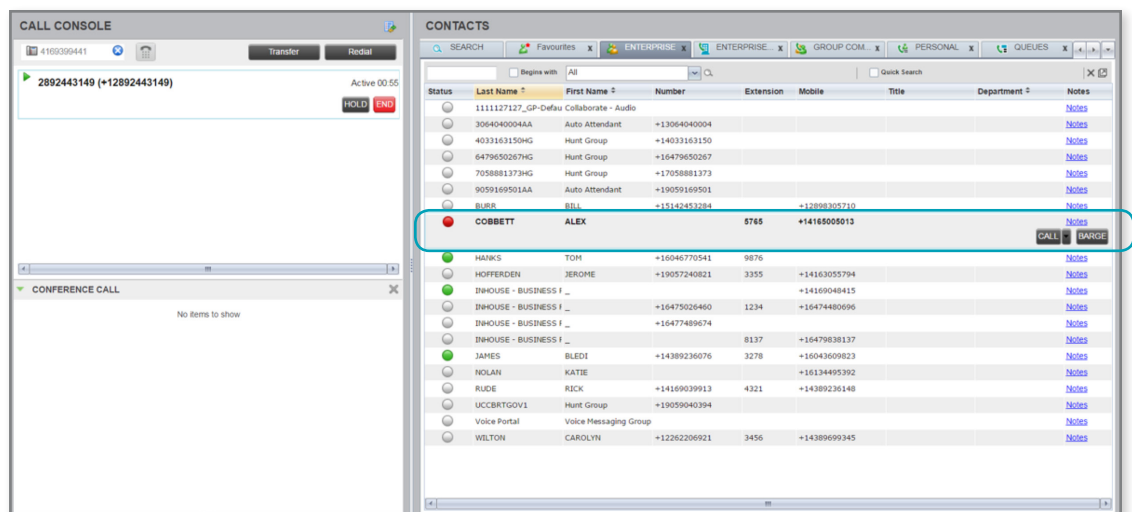 CALL CONSOLE
4169399441
Transfer Redial
2892443149 (+12892443149) Active 00:55
HOLD END
CONFERENCE CALL
No items to show
CONTACTS
SEARCH Favourites x ENTERPRISE x ENTERPRISE... x GROUP COM... x PERSONAL x QUEUES x
Begins with All Quick Search
Status Last Name First Name Number Extension Mobile Title Department Notes
1111127127_GP-Defau Collaborate - Audio Notes
3064040004AA Auto Attendant +13064040004 Notes
4033163150HG Hunt Group +14033163150 Notes
6479650267HG Hunt Group +16479650267 Notes
7058881373HG Hunt Group +17058881373 Notes
9059169501AA Auto Attendant +19059169501 Notes
BURR BILL +15142453284 +12898305710 Notes
COBBETT ALEX 5765 +14165005013 Notes
CALL BARGE
HANKS TOM +16046770541 9876 Notes
HOFFERDEN JEROME +19057240821 3355 +14163055794 Notes
INHOUSE - BUSINESS F _ +14169048415 Notes
INHOUSE - BUSINESS F _ +16475026460 1234 +16474480696 Notes
INHOUSE - BUSINESS F _ +16477489674 Notes
INHOUSE - BUSINESS F _ 8137 +16479838137 Notes
JAMES BLEDI +14389236076 3278 +16043609823 Notes
NOLAN KATIE +16134495392 Notes
RUDE RICK +14169039913 4321 +14389236148 Notes
UCCBRTGOV1 Hunt Group +19059040394 Notes
Voice Portal Voice Messaging Group Notes
WILTON CAROLYN +12262206921 3456 +14389699345 Notes